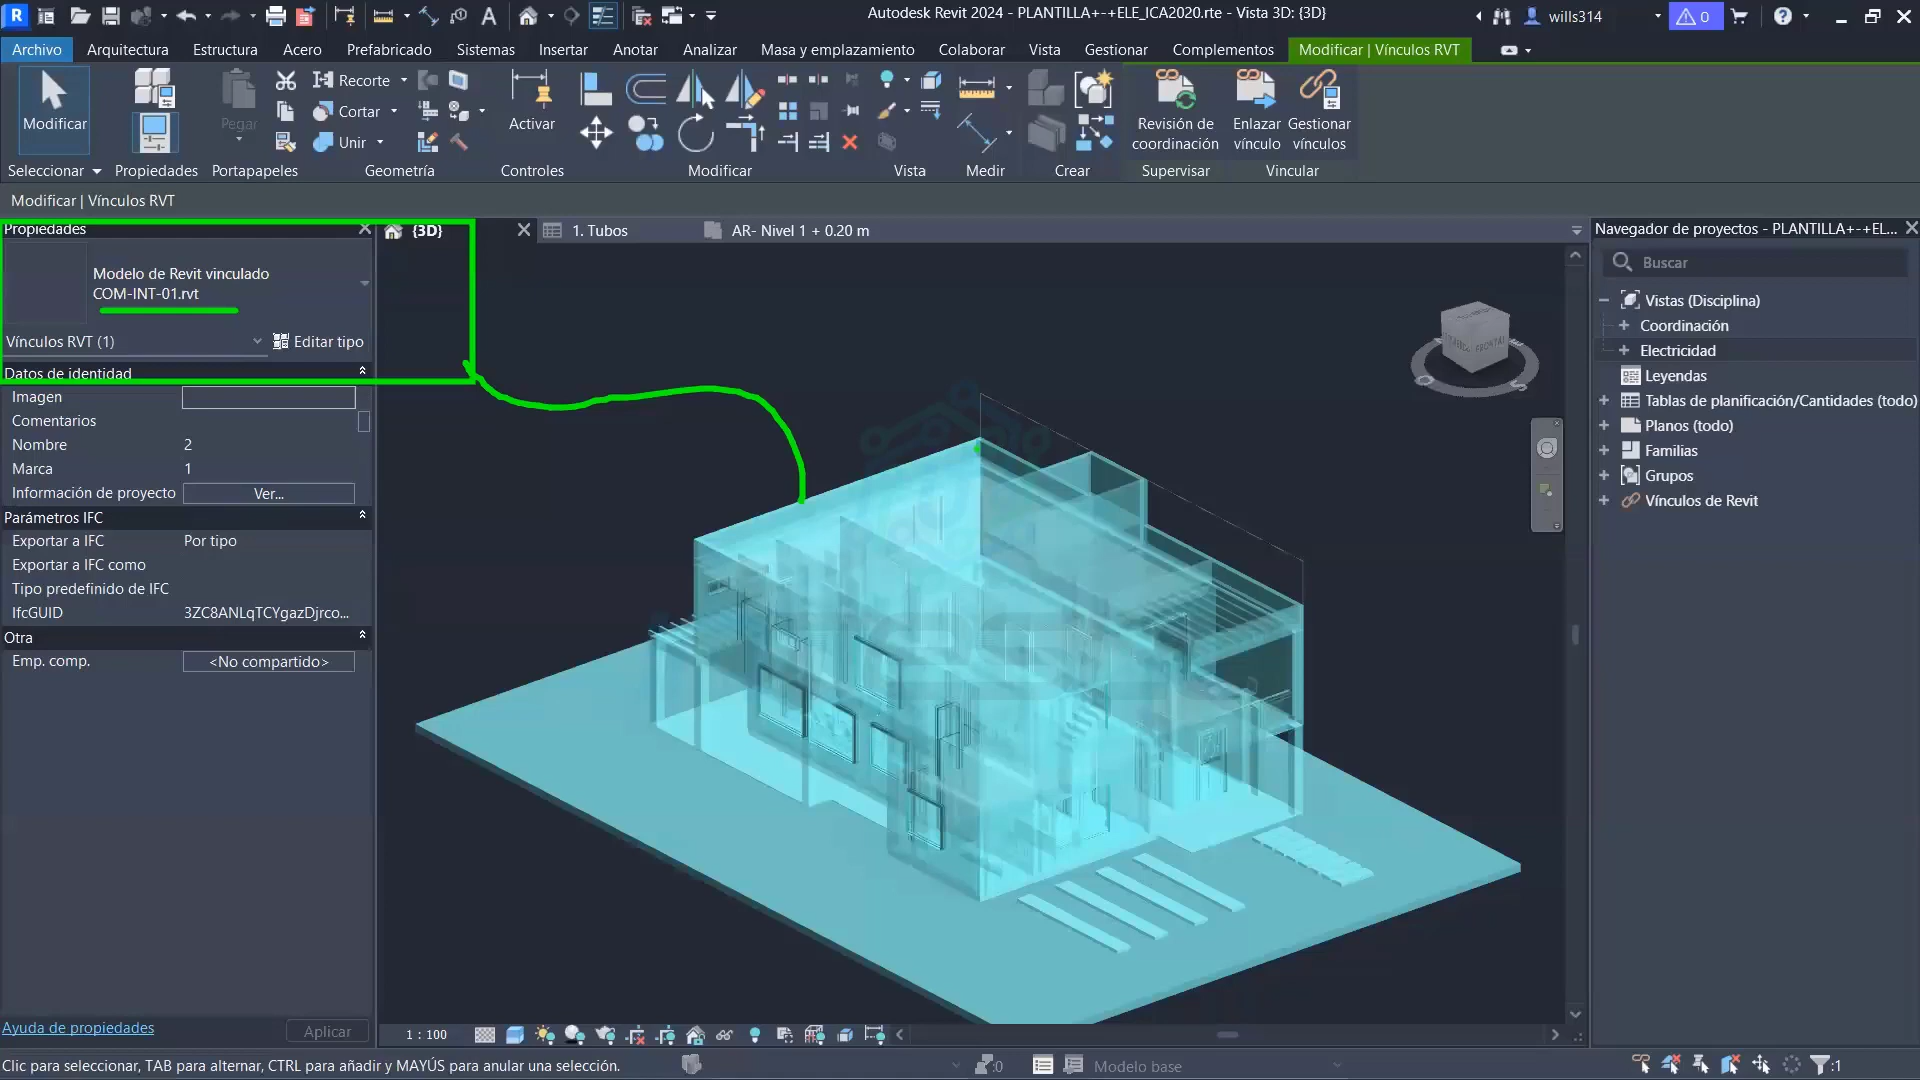 Autodesk Revit 2024 - PLANTILLA+-+ELE_ICA2020.rte - Vista 3D: {3D}
wills314
0
Archivo
Arquitectura
Estructura
Acero
Prefabricado
Sistemas
Insertar
Anotar
Analizar
Masa y emplazamiento
Colaborar
Vista
Gestionar
Complementos
Modificar | Vínculos RVT
Modificar
Pegar
Recorte
Cortar
Unir
Activar
Revisión de
coordinación
Enlazar
vínculo
Gestionar
vínculos
Seleccionar
Propiedades
Portapapeles
Geometría
Controles
Modificar
Vista
Medir
Crear
Supervisar
Vincular
Modificar | Vínculos RVT
Propiedades
{3D}
1. Tubos
AR- Nivel 1 + 0.20 m
Navegador de proyectos - PLANTILLA+-+EL...
Modelo de Revit vinculado
COM-INT-01.rvt
Vínculos RVT (1)
Editar tipo
Datos de identidad
Imagen
Comentarios
Nombre 2
Marca 1
Información de proyecto Ver...
Parámetros IFC
Exportar a IFC Por tipo
Exportar a IFC como
Tipo predefinido de IFC
IfcGUID 3ZC8ANLqTCYgazDjrco...
Otra
Emp. comp. <No compartido>
Ayuda de propiedades
Aplicar
Buscar
Vistas (Disciplina)
Coordinación
Electricidad
Leyendas
Tablas de planificación/Cantidades (todo)
Planos (todo)
Familias
Grupos
Vínculos de Revit
FRONTAL
O
S
E
1 : 100
Clic para seleccionar, TAB para alternar, CTRL para añadir y MAYÚS para anular una selección.
:0
Modelo base
:1